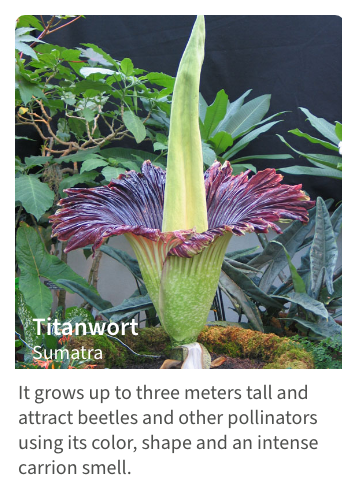 Titanwort
Sumatra
It grows up to three meters tall and
attract beetles and other pollinators
using its color, shape and an intense
carrion smell.